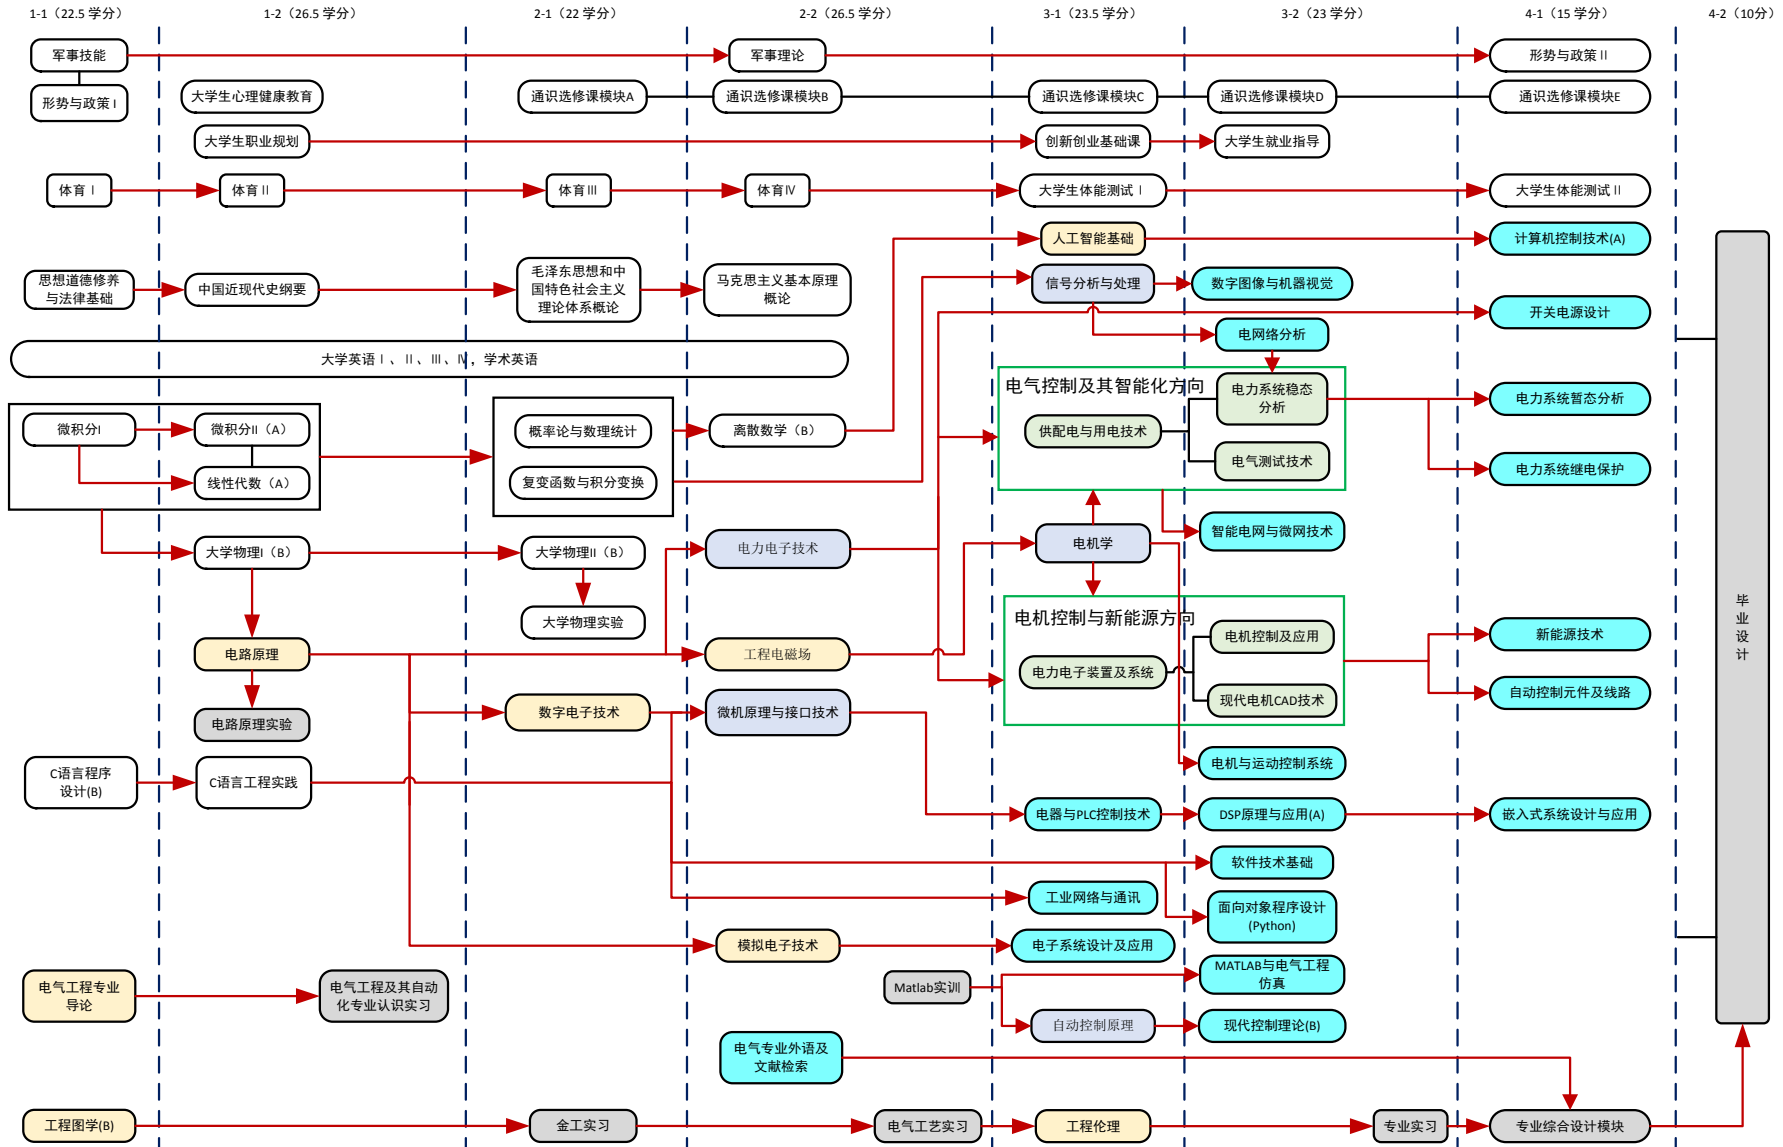 1-1（22.5 学分）
1-2（26.5学分）
2-1（22 学分）
2-2（26.5学分）
3-1（23.5 学分）
3-2（23 学分）
4-1（15 学分）
4-2（10分）
军事技能
军事理论
形势与政策 II
形势与政策 I
大学生心理健康教育
通识选修课模块A
通识选修课模块B
通识选修课模块C
通识选修课模块D
通识选修课模块E
大学生职业规划
创新创业基础课
大学生就业指导
体育 I
体育 II
体育 III
体育 IV
大学生体能测试 I
大学生体能测试 II
人工智能基础
计算机控制技术(A)
思想道德修养
与法律基础
中国近现代史纲要
毛泽东思想和中
国特色社会主义
理论体系概论
马克思主义基本原理
概论
信号分析与处理
数字图像与机器视觉
开关电源设计
电网络分析
大学英语 I 、 II 、 III 、 IV ，学术英语
电气控制及其智能化方向
电力系统稳态
分析
电力系统暂态分析
微积分I
微积分II（A）
概率论与数理统计
离散数学（B）
供配电与用电技术
电气测试技术
电力系统继电保护
线性代数（A）
复变函数与积分变换
大学物理I（B）
大学物理II（B）
电力电子技术
电机学
智能电网与微网技术
大学物理实验
电机控制与新能源方向
电路原理
工程电磁场
电机控制及应用
新能源技术
电力电子装置及系统
现代电机CAD技术
自动控制元件及线路
电路原理实验
数字电子技术
微机原理与接口技术
毕
业
设
计
C语言程序
设计(B)
C语言工程实践
电机与运动控制系统
电器与PLC控制技术
DSP原理与应用(A)
嵌入式系统设计与应用
软件技术基础
工业网络与通讯
面向对象程序设计
(Python)
模拟电子技术
电子系统设计及应用
电气工程专业
导论
电气工程及其自动
化专业认识实习
Matlab实训
MATLAB与电气工程
仿真
自动控制原理
现代控制理论(B)
电气专业外语及
文献检索
工程图学(B)
金工实习
电气工艺实习
工程伦理
专业实习
专业综合设计模块